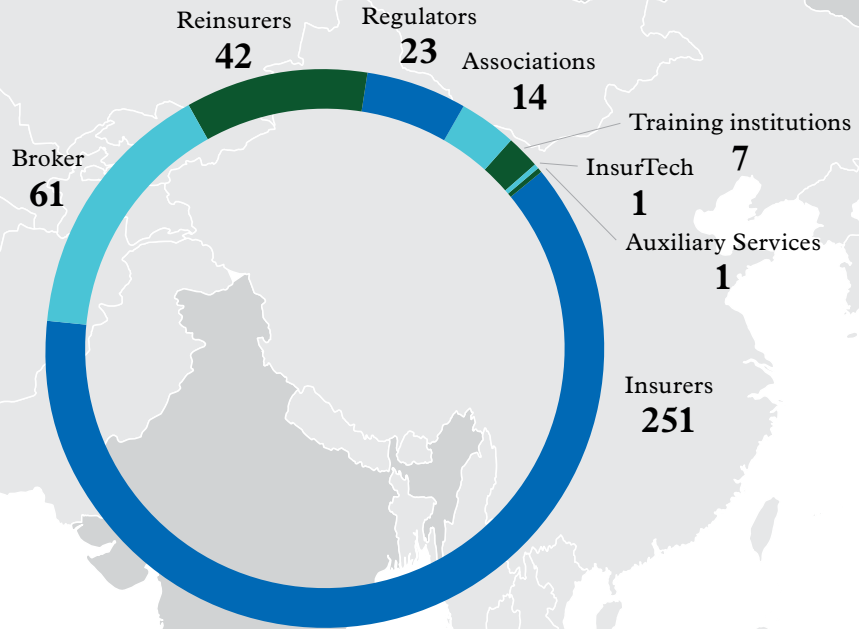 Reinsurers
42
Regulators
23
Associations
14
Training institutions
7
InsurTech
1
Auxiliary Services
1
Broker
61
Insurers
251